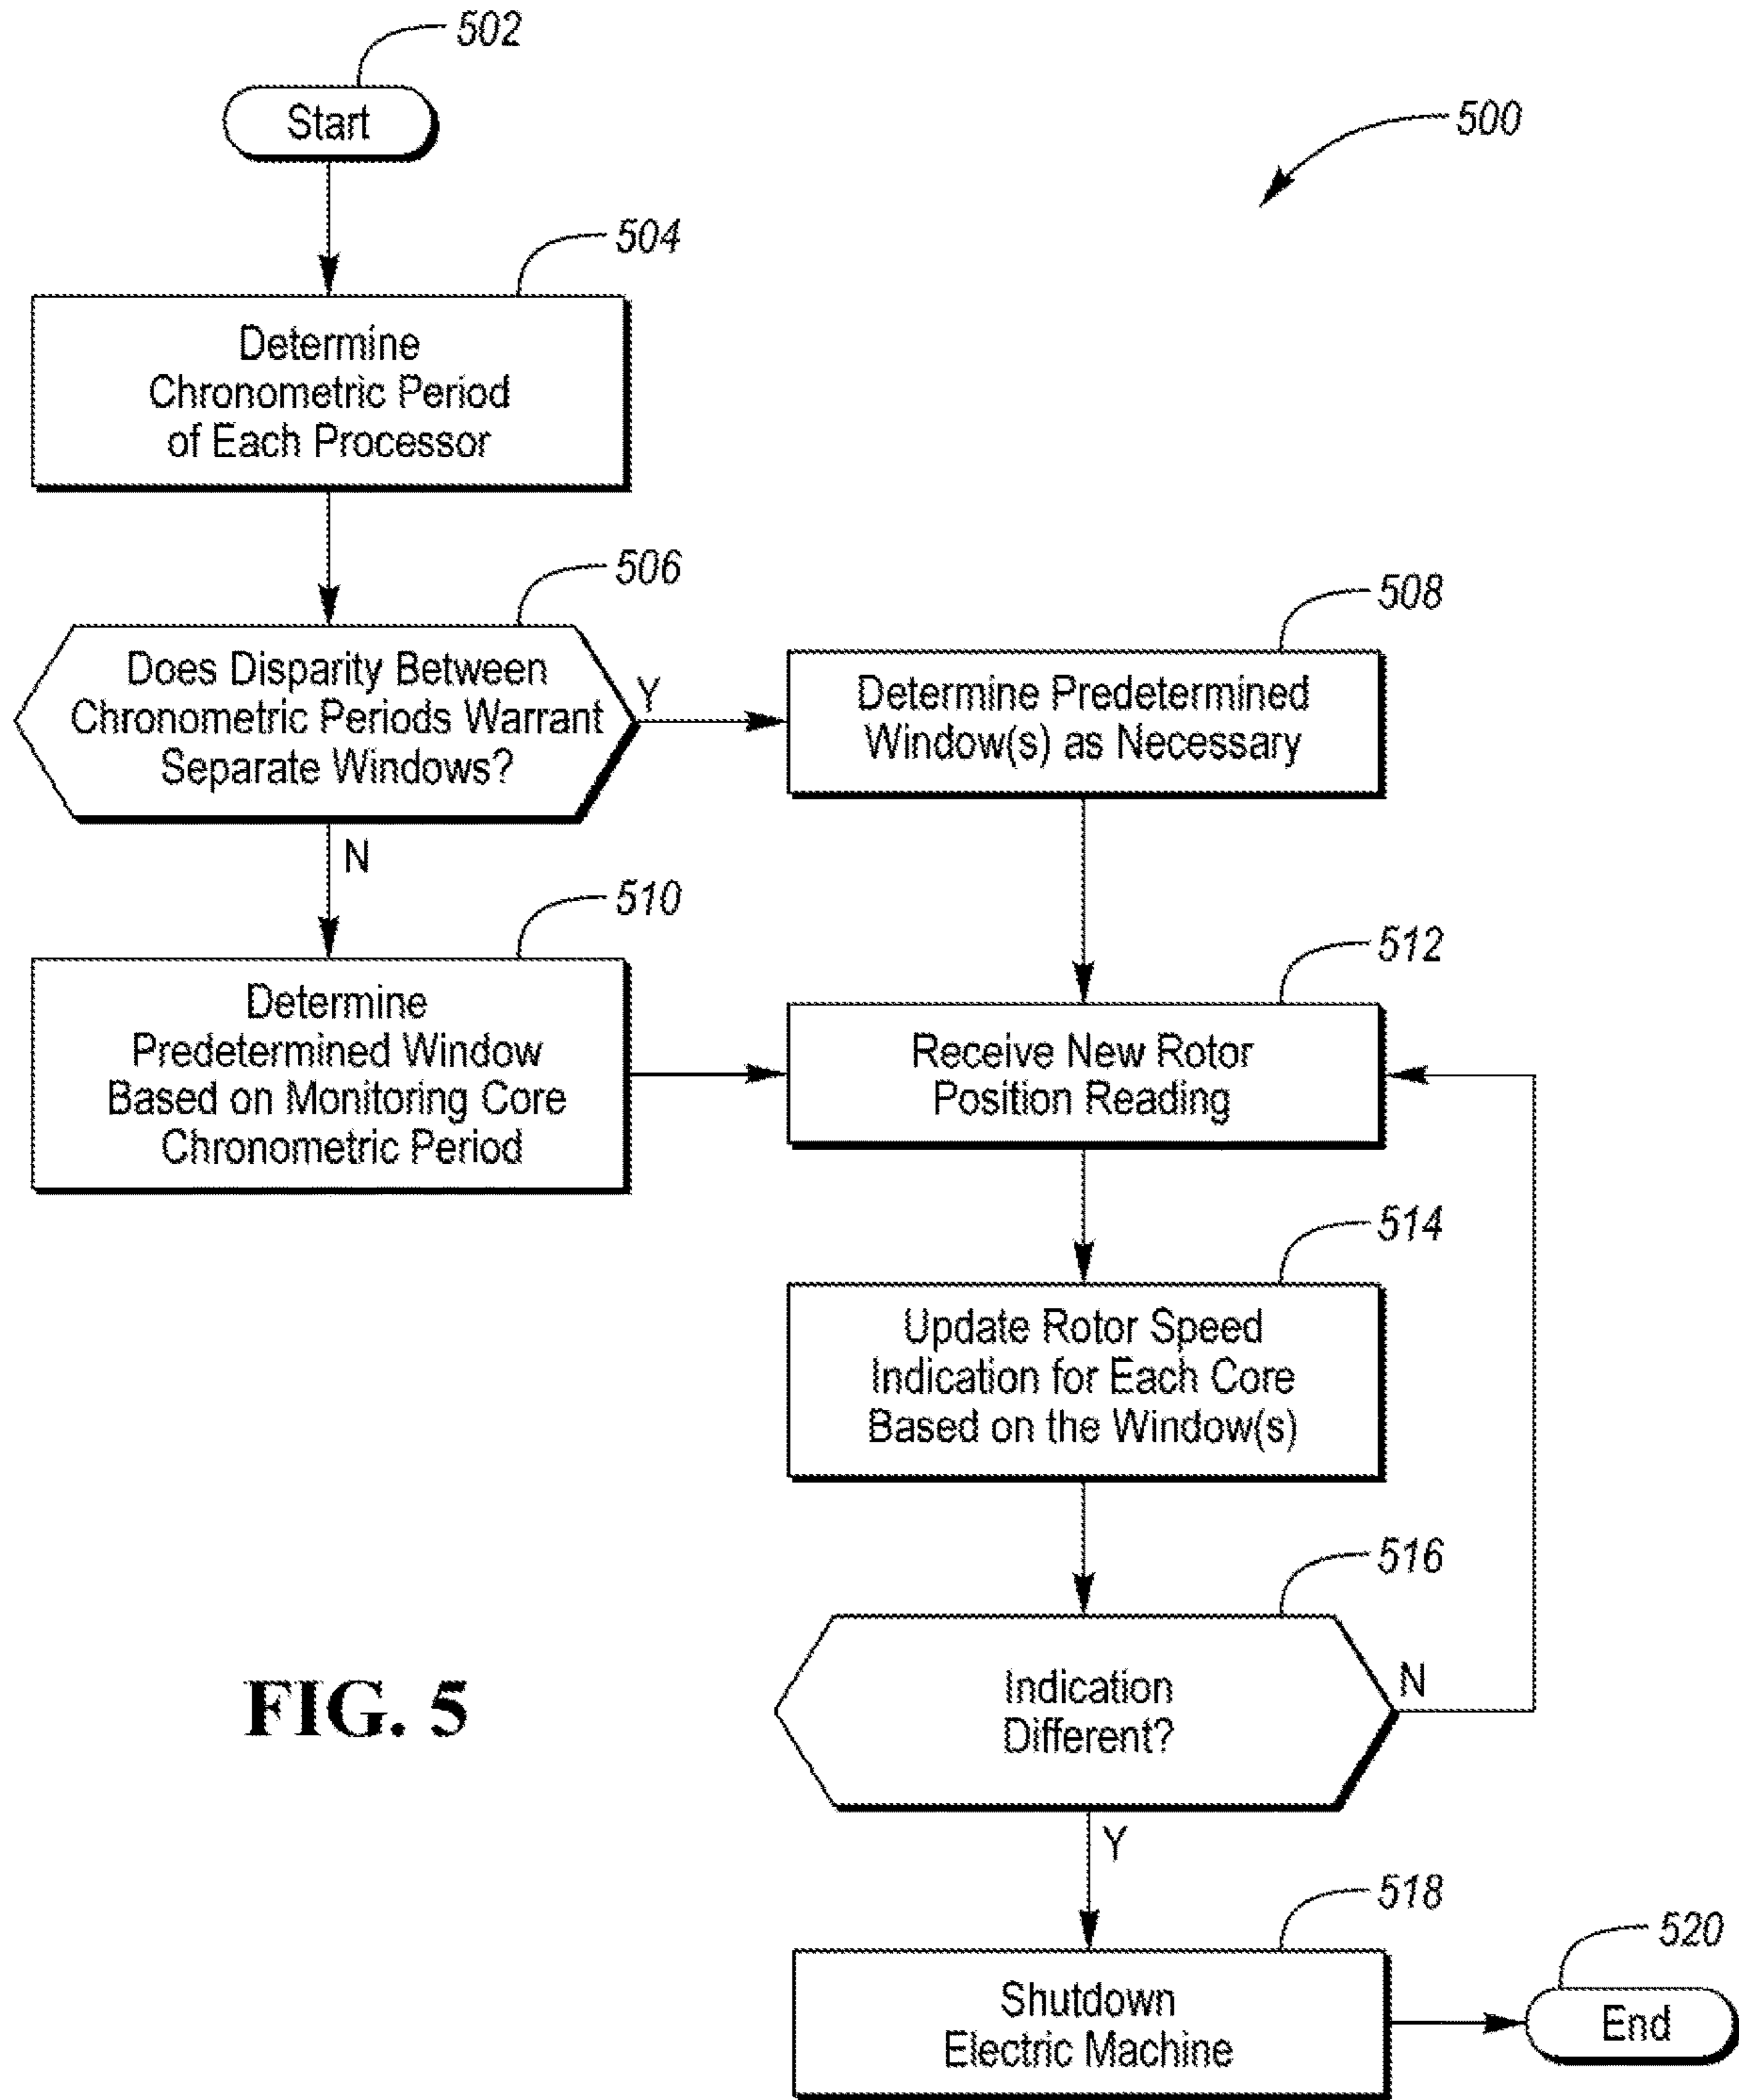 502
Start
500
504
Determine
Chronometric Period
of Each Processor
506
Does Disparity Between
Chronometric Periods Warrant
Separate Windows?
Y
508
Determine Predetermined
Window(s) as Necessary
N
510
Determine
Predetermined Window
Based on Monitoring Core
Chronometric Period
512
Receive New Rotor
Position Reading
514
Update Rotor Speed
Indication for Each Core
Based on the Window(s)
516
Indication
Different?
N
FIG. 5
Y
518
Shutdown
Electric Machine
520
End